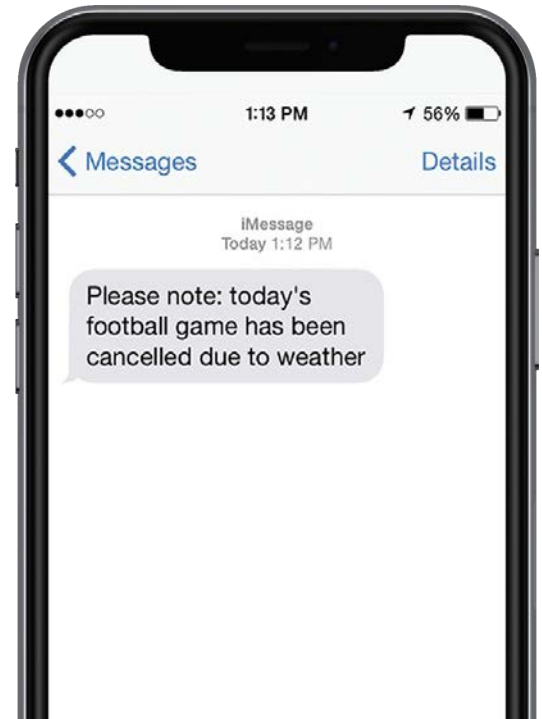 1:13 PM
56%
Messages
Details
iMessage
Today 1:12 PM
Please note: today's
football game has been
cancelled due to weather